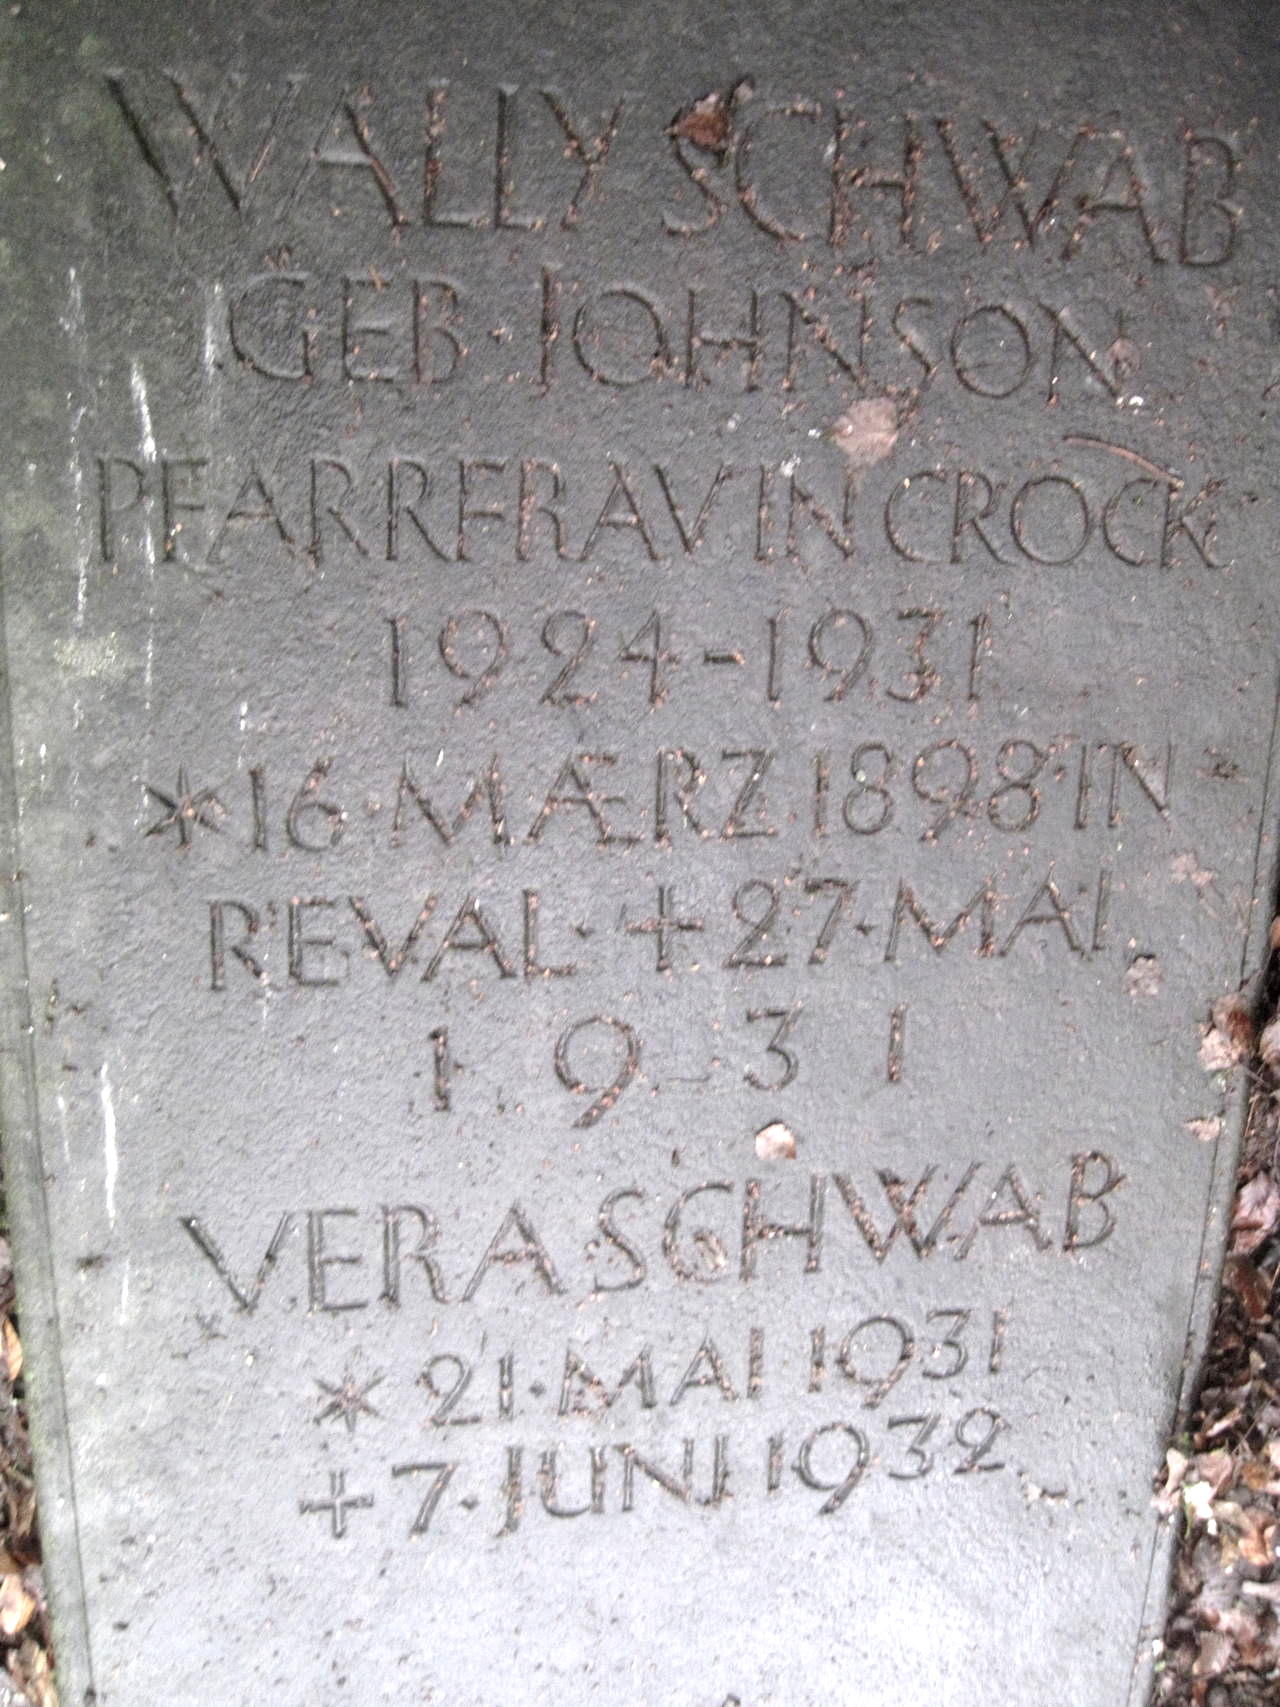 WALLY SCHWAB
GEB·JOHNSON
PFARRFRAV IN CROCK
1924-1931
*16·MÆRZ 1898·IN
REVAL·+27·MAI
1931
VERA SCHWAB
*21·MAI 1931
+7·JUNI 1932